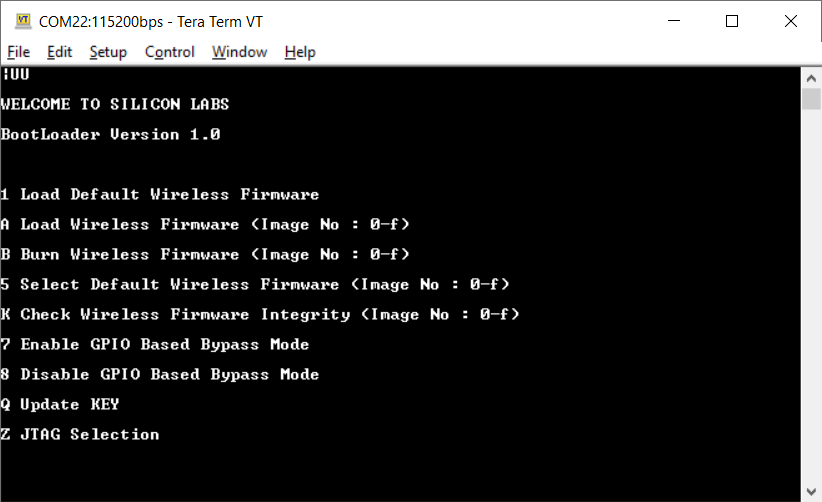 COM22:115200bps - Tera Term VT
File Edit Setup Control Window Help
¦UU
WELCOME TO SILICON LABS
BootLoader Version 1.0
1 Load Default Wireless Firmware
A Load Wireless Firmware (Image No : 0-f)
B Burn Wireless Firmware (Image No : 0-f)
5 Select Default Wireless Firmware (Image No : 0-f)
K Check Wireless Firmware Integrity (Image No : 0-f)
7 Enable GPIO Based Bypass Mode
8 Disable GPIO Based Bypass Mode
Q Update KEY
Z JTAG Selection